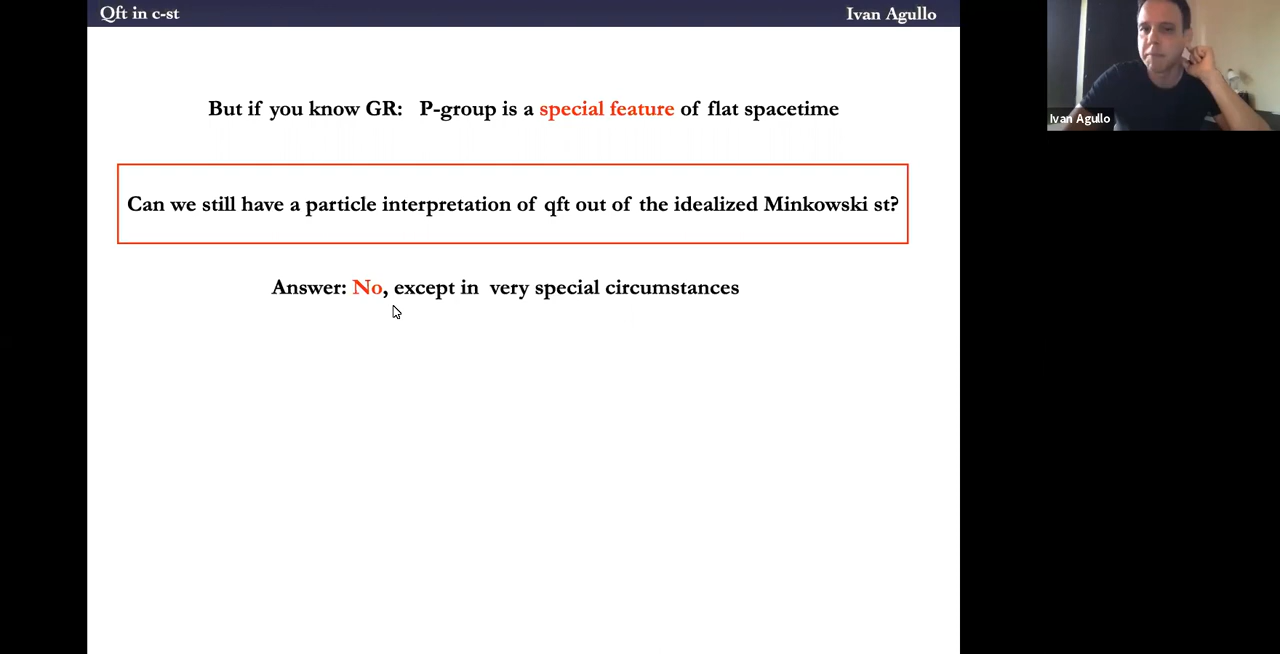 Qft in c-st
Ivan Agullo
But if you know GR: P-group is a special feature of flat spacetime
Can we still have a particle interpretation of qft out of the idealized Minkowski st?
Answer: No, except in very special circumstances
Ivan Agullo